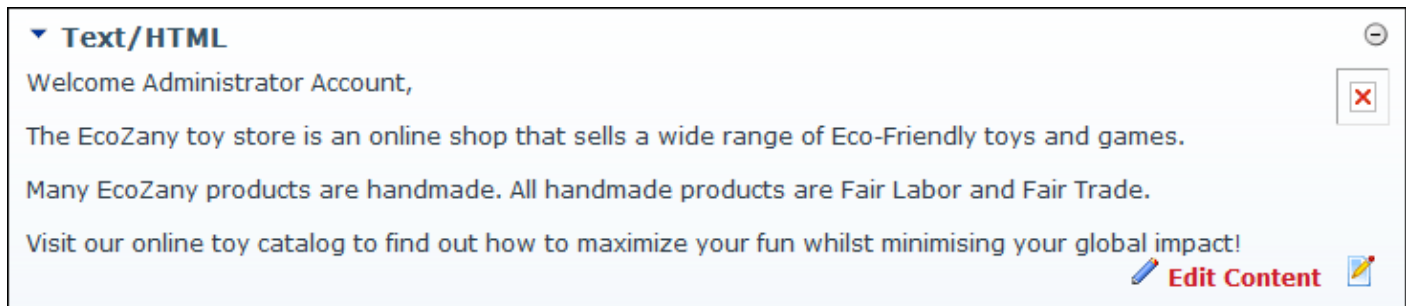 Text/HTML
Welcome Administrator Account,
The EcoZany toy store is an online shop that sells a wide range of Eco-Friendly toys and games.
Many EcoZany products are handmade. All handmade products are Fair Labor and Fair Trade.
Visit our online toy catalog to find out how to maximize your fun whilst minimising your global impact!
Edit Content